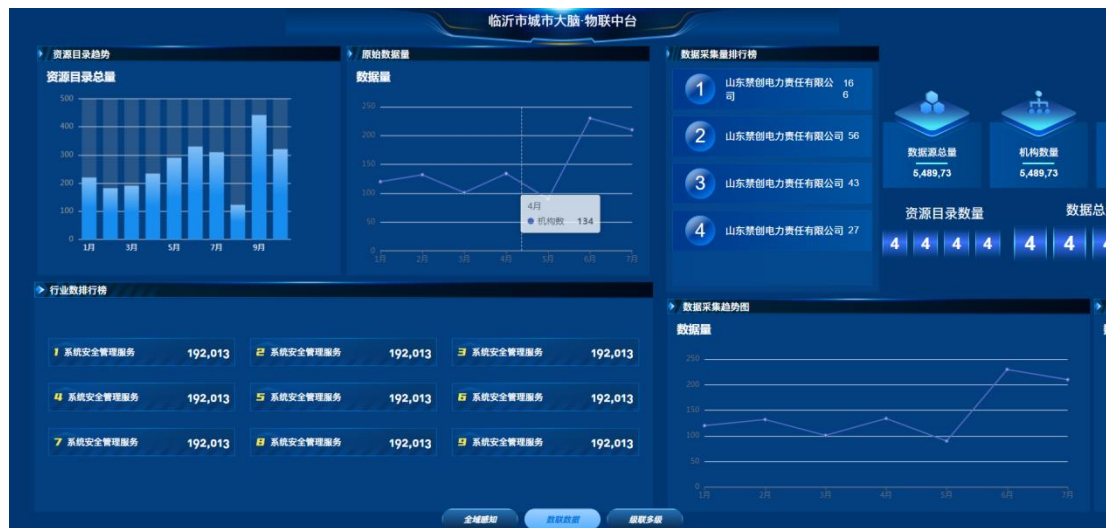 临沂市城市大脑·物联中台
资源目录趋势
资源目录总量
500
400
300
200
100
0
1月 3月 5月 7月 9月
原始数据量
数据量
250
200
150
100
50
0
4月
机构数 134
1月 2月 3月 4月 5月 6月 7月
数据采集量排行榜
1 山东禁创电力责任有限公 16
司 6
2 山东禁创电力责任有限公司 56
3 山东禁创电力责任有限公司 43
4 山东禁创电力责任有限公司 27
数据源总量
5,489,73
机构数量
5,489,73
资源目录数量
4 4 4 4
数据总
4 4
行业数排行榜
1 系统安全管理服务 192,013
2 系统安全管理服务 192,013
3 系统安全管理服务 192,013
4 系统安全管理服务 192,013
5 系统安全管理服务 192,013
6 系统安全管理服务 192,013
7 系统安全管理服务 192,013
8 系统安全管理服务 192,013
9 系统安全管理服务 192,013
数据采集趋势图
数据量
250
200
150
100
50
0
1月 2月 3月 4月 5月 6月 7月
全域感知 数联数据 级联多级